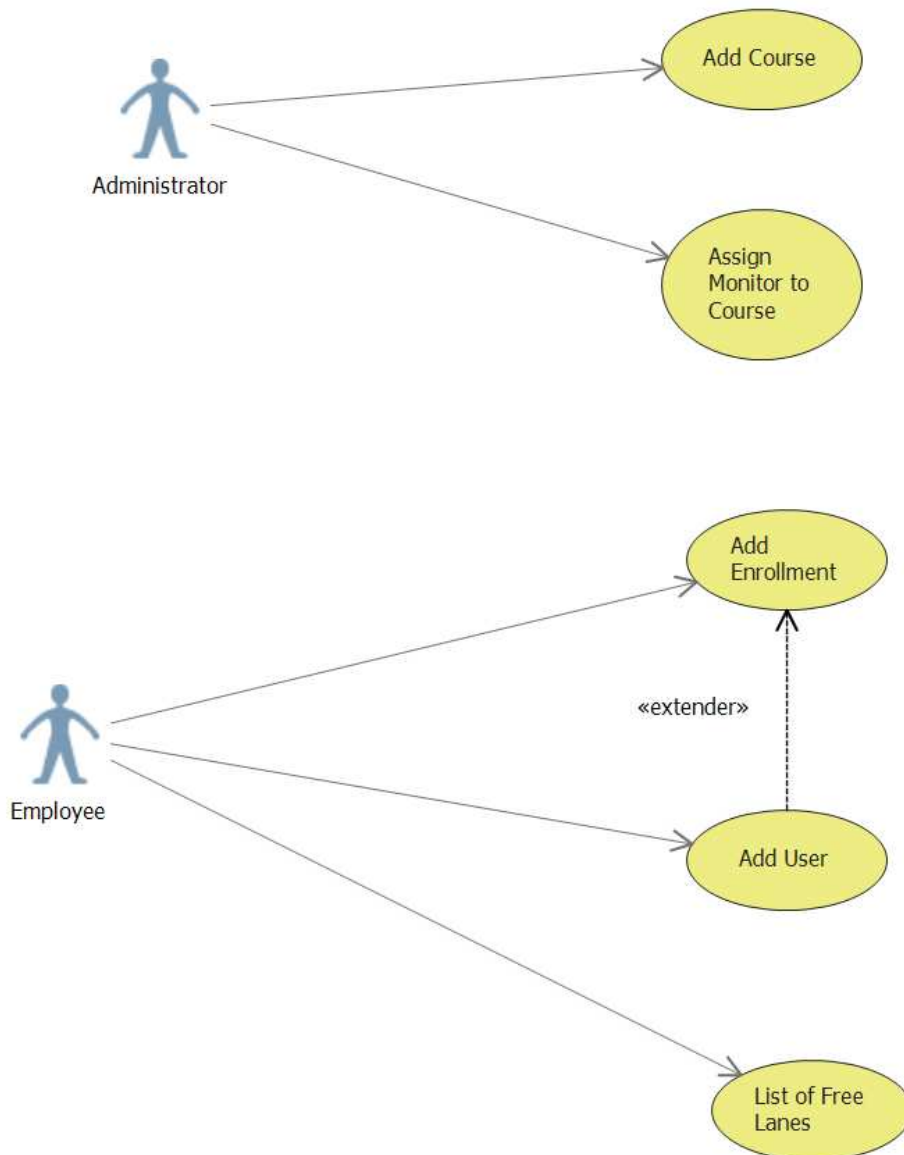 Add Course
Administrator
Assign
Monitor to
Course
Add
Enrollment
«extender»
Employee
Add User
List of Free
Lanes